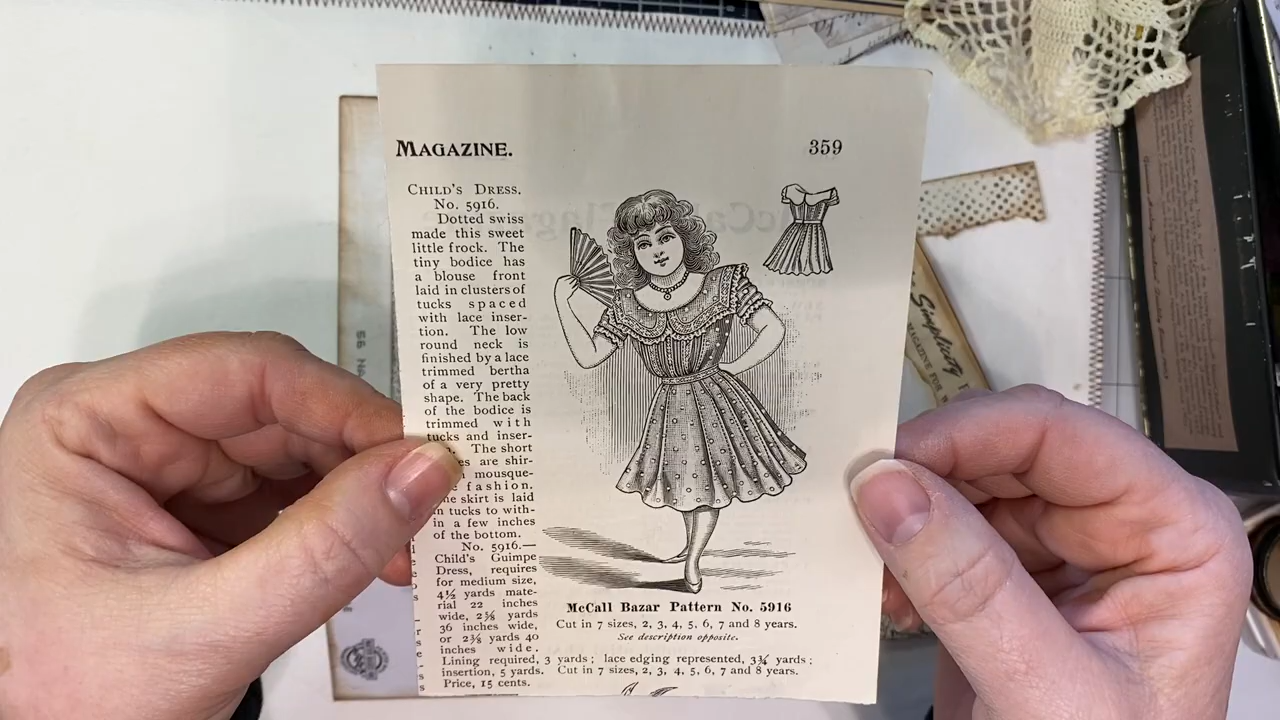 MAGAZINE.
359
CHILD'S DRESS.
No. 5916.
Dotted swiss
made this sweet
little frock. The
tiny bodice has
a blouse front
laid in clusters of
tucks spaced
with lace inser-
tion. The low
round neck is
finished by a lace
trimmed bertha
of a very pretty
shape. The back
of the bodice is
trimmed with
tucks and inser-
The short
are shir-
mousque-
fashion.
skirt is laid
tucks to with-
in a few inches
of the bottom.
No. 5916.—
Child's Guimpe
Dress, requires
for medium size,
4½ yards mate-
rial 22 inches
wide, 2⅞ yards
36 inches wide,
or 2⅜ yards 40
inches wide.
Lining required, 3 yards; lace edging represented, 3¾ yards;
insertion, 5 yards. Cut in 7 sizes, 2, 3, 4, 5, 6, 7 and 8 years.
Price, 15 cents.
McCall Bazar Pattern No. 5916
Cut in 7 sizes, 2, 3, 4, 5, 6, 7 and 8 years.
See description opposite.
Simplicity
MAGAZINE FOR